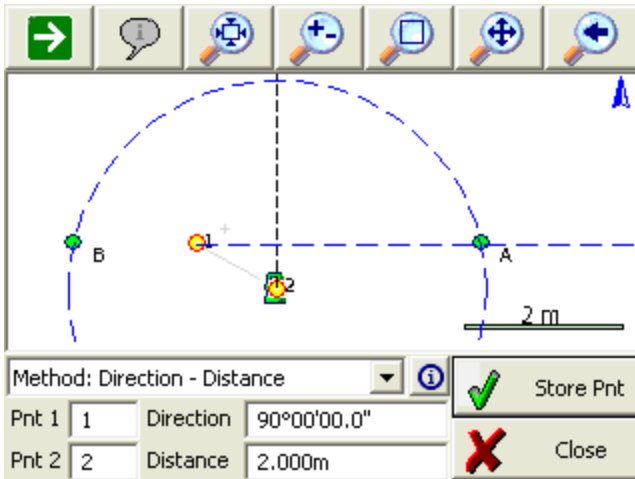 1
B
A
2
2 m
Method: Direction - Distance
Store Pnt
Pnt 1 1 Direction 90°00'00.0"
Close
Pnt 2 2 Distance 2.000m